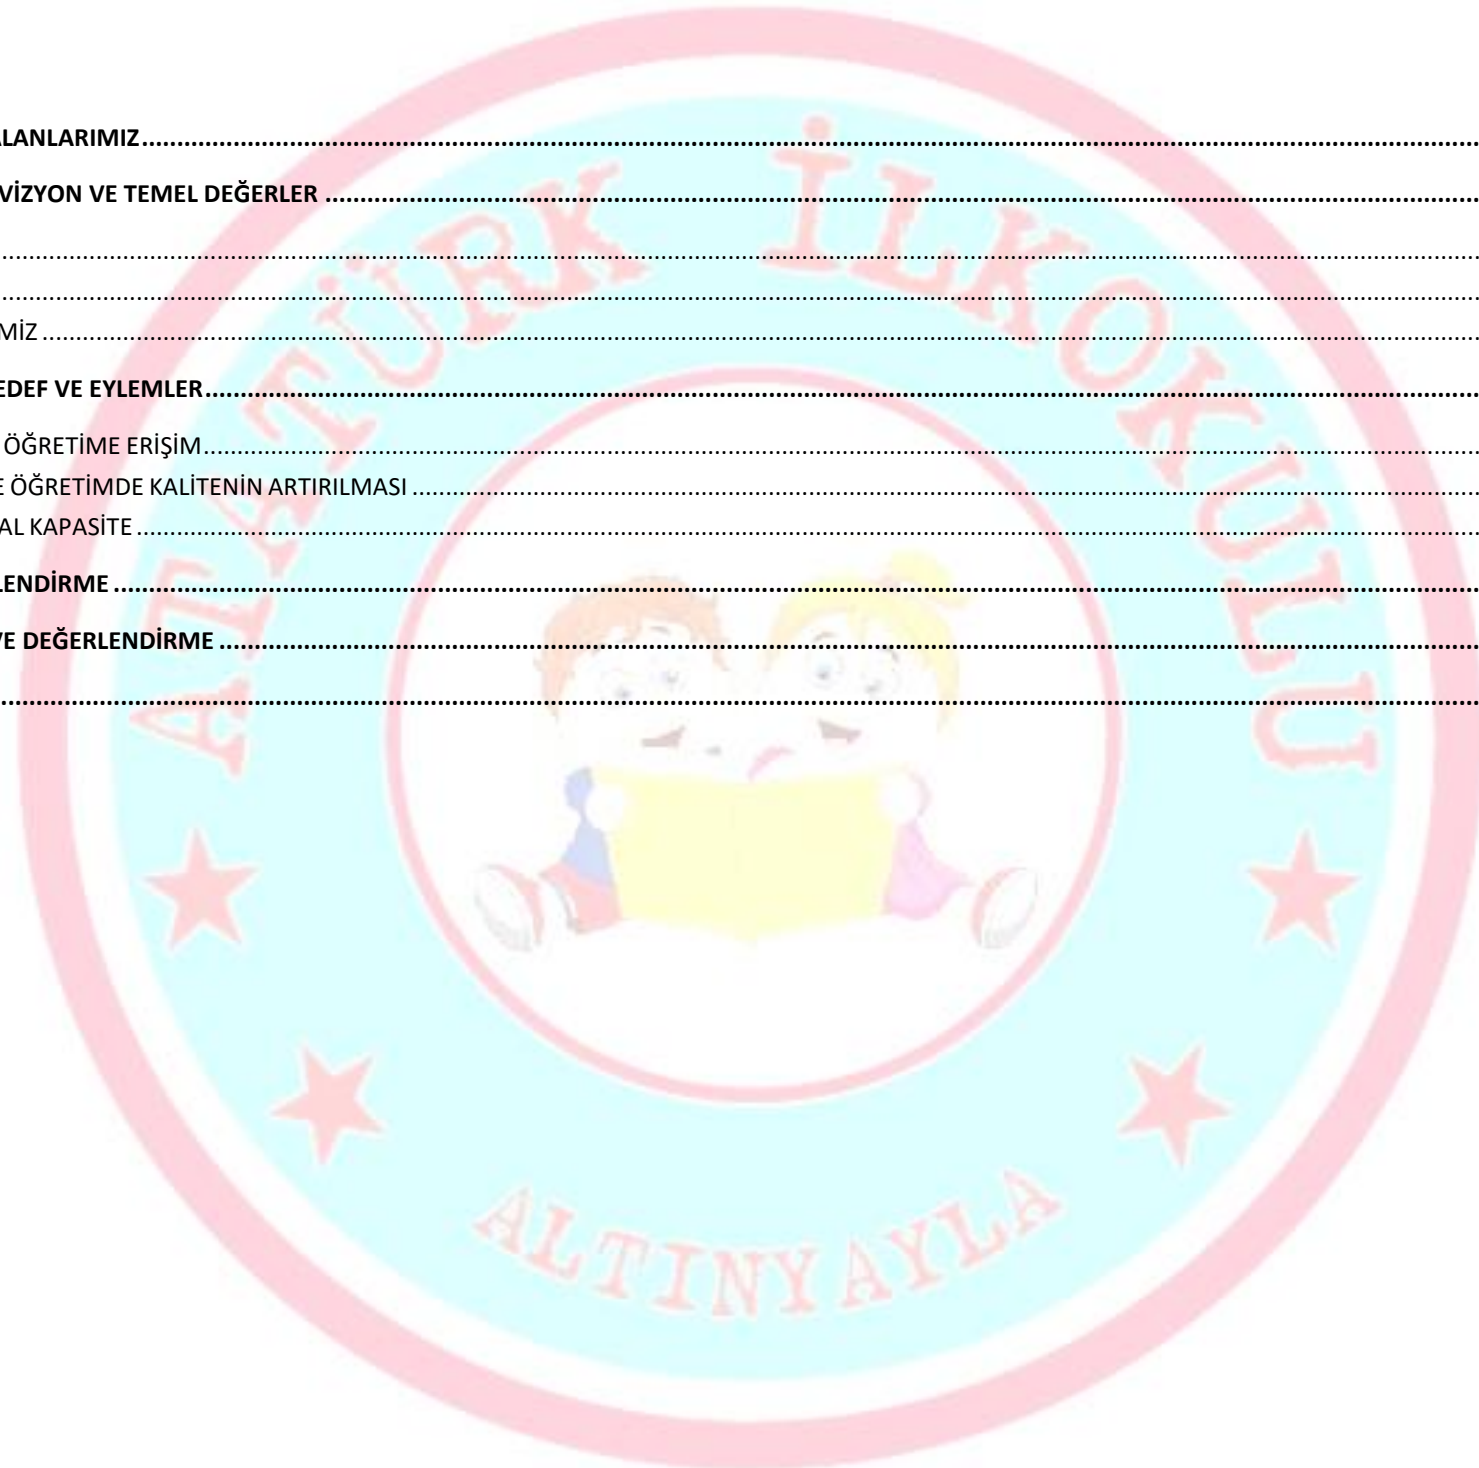 LANLARIMIZ
VİZYON VE TEMEL DEĞERLER
MİZ
EDEF VE EYLEMLER
ÖĞRETİME ERİŞİM
E ÖĞRETİMDE KALİTENİN ARTIRILMASI
AL KAPASİTE
LENDİRME
VE DEĞERLENDİRME
ATATÜRK İLKOKULU
ALTINYAYLA